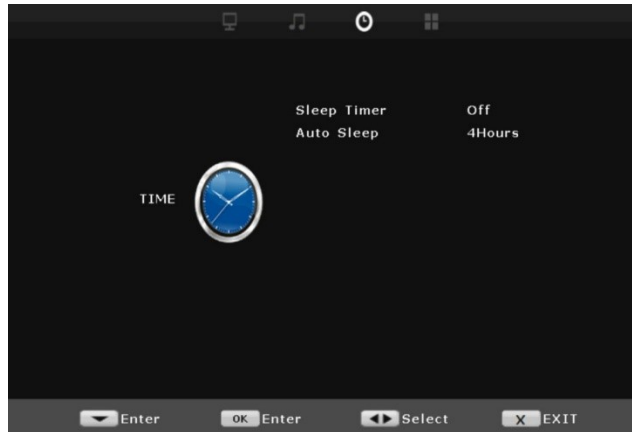 Sleep Timer Off
Auto Sleep 4Hours
TIME
Enter OK Enter Select X EXIT